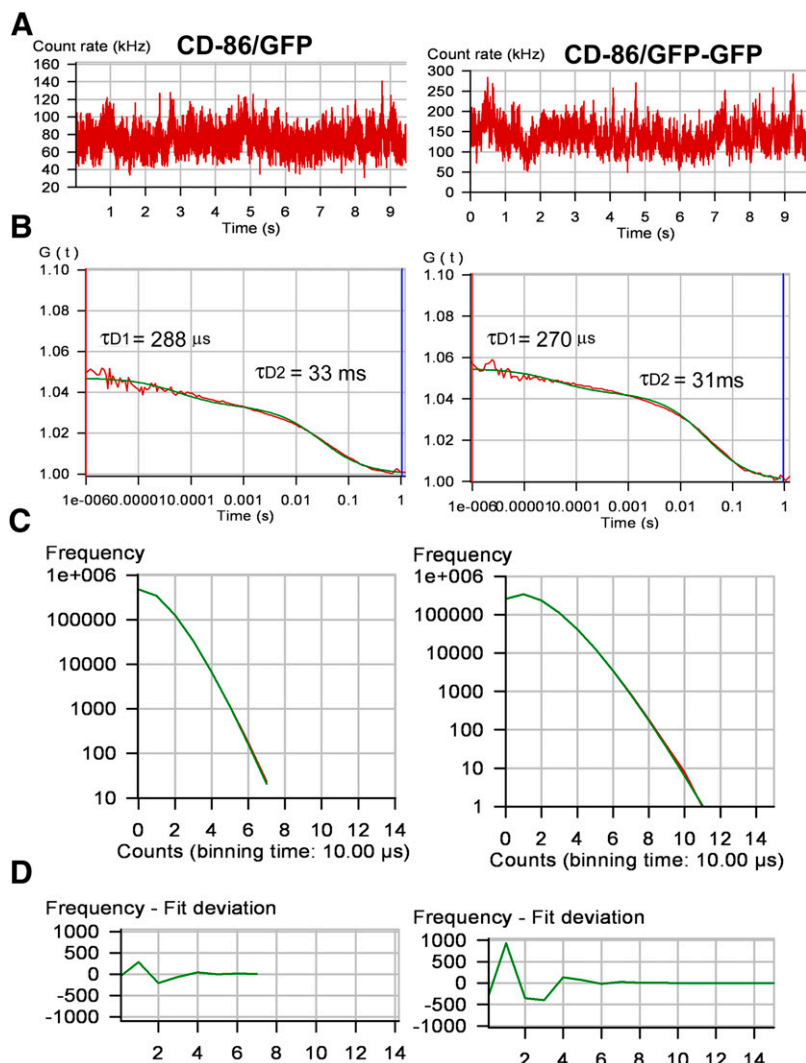 A
Count rate (kHz) CD-86/GFP
160
140
120
100
80
60
40
20
1 2 3 4 5 6 7 8 9
Time (s)
Count rate (kHz) CD-86/GFP-GFP
300
250
200
150
100
50
0
0 1 2 3 4 5 6 7 8 9
Time (s)
B
G (t)
1.10
1.08
1.06
1.04
1.02
1.00
τD1 = 288 µs
τD2 = 33 ms
1e-0060.000010.0001 0.001 0.01 0.1 1
Time (s)
G (t)
1.10
1.08
1.06
1.04
1.02
1.00
τD1 = 270 µs
τD2 = 31ms
1e-0060.000010.0001 0.001 0.01 0.1 1
Time (s)
C
Frequency
1e+006
100000
10000
1000
100
10
0 2 4 6 8 10 12 14
Counts (binning time: 10.00 µs)
Frequency
1e+006
100000
10000
1000
100
10
1
0 2 4 6 8 10 12 14
Counts (binning time: 10.00 µs)
D
Frequency - Fit deviation
1000
500
0
-500
-1000
2 4 6 8 10 12 14
Frequency - Fit deviation
1000
500
0
-500
-1000
2 4 6 8 10 12 14